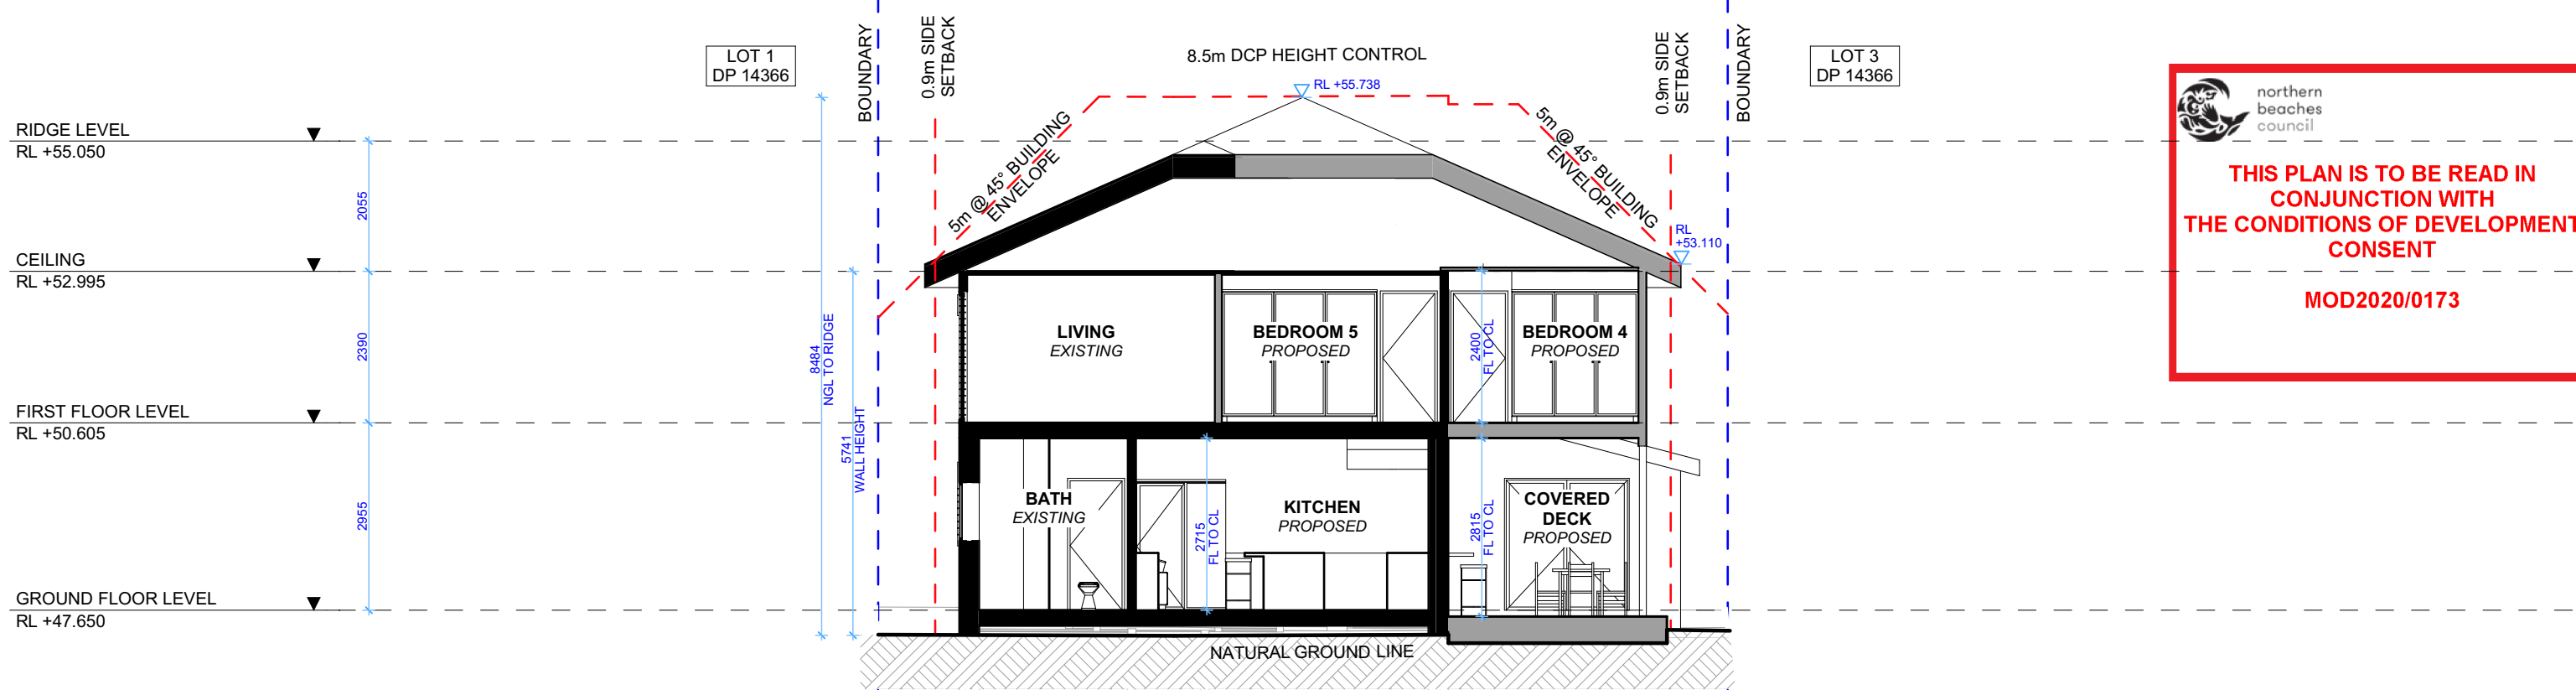 LOT 1
DP 14366
BOUNDARY
0.9m SIDE
SETBACK
8.5m DCP HEIGHT CONTROL
RL +55.738
0.9m SIDE
SETBACK
BOUNDARY
LOT 3
DP 14366
northern
beaches
council
THIS PLAN IS TO BE READ IN
CONJUNCTION WITH
THE CONDITIONS OF DEVELOPMENT
CONSENT
MOD2020/0173
RIDGE LEVEL
RL +55.050
2055
5m @ 45° BUILDING
ENVELOPE
5m @ 45° BUILDING
ENVELOPE
RL
+53.110
CEILING
RL +52.995
2390
8484
NGL TO RIDGE
LIVING
EXISTING
BEDROOM 5
PROPOSED
2400
FL TO CL
BEDROOM 4
PROPOSED
FIRST FLOOR LEVEL
RL +50.605
5741
WALL HEIGHT
2955
BATH
EXISTING
2715
FL TO CL
KITCHEN
PROPOSED
2815
FL TO CL
COVERED
DECK
PROPOSED
GROUND FLOOR LEVEL
RL +47.650
NATURAL GROUND LINE